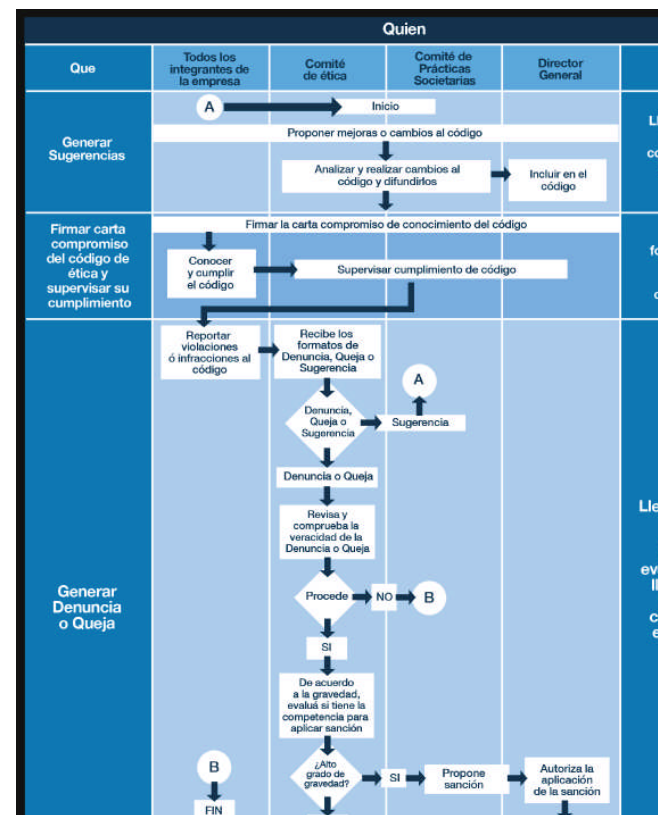 Quien
Que
Todos los
integrantes de
la empresa
Comité
de ética
Comité de
Prácticas
Societarias
Director
General
Generar
Sugerencias
A
Inicio
Proponer mejoras o cambios al código
Analizar y realizar cambios al
código y difundirlos
Incluir en el
código
Firmar carta
compromiso
del código de
ética y
supervisar su
cumplimiento
Firmar la carta compromiso de conocimiento del código
Conocer
y cumplir
el código
Supervisar cumplimiento de código
Generar
Denuncia
o Queja
Reportar
violaciones
ó infracciones al
código
Recibe los
formatos de
Denuncia, Queja o
Sugerencia
A
Denuncia,
Queja o
Sugerencia
Sugerencia
Denuncia o Queja
Revisa y
comprueba la
veracidad de la
Denuncia o Queja
Procede
NO
B
SI
De acuerdo
a la gravedad,
evaluá si tiene la
competencia para
aplicar sanción
B
FIN
¿Alto
grado de
gravedad?
SI
Propone
sanción
Autoriza la
aplicación
de la sanción